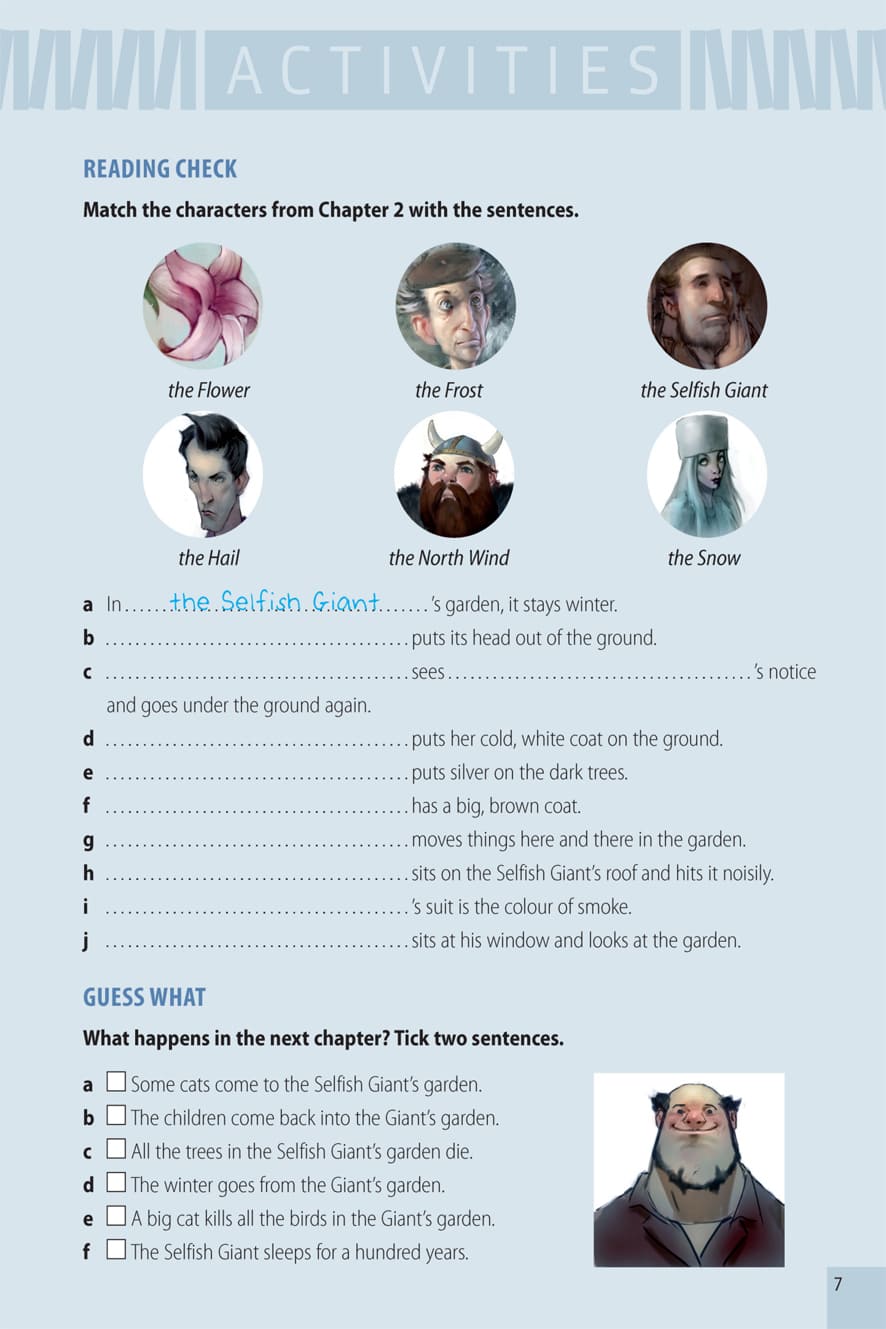 ACTIVITIES
READING CHECK
Match the characters from Chapter 2 with the sentences.
the Flower the Frost the Selfish Giant
the Hail the North Wind the Snow
a In ...... the Selfish Giant ...... 's garden, it stays winter.
b ........................................ puts its head out of the ground.
c ........................................ sees ........................................ 's notice
and goes under the ground again.
d ........................................ puts her cold, white coat on the ground.
e ........................................ puts silver on the dark trees.
f ........................................ has a big, brown coat.
g ........................................ moves things here and there in the garden.
h ........................................ sits on the Selfish Giant's roof and hits it noisily.
i ........................................ 's suit is the colour of smoke.
j ........................................ sits at his window and looks at the garden.
GUESS WHAT
What happens in the next chapter? Tick two sentences.
a Some cats come to the Selfish Giant's garden.
b The children come back into the Giant's garden.
c All the trees in the Selfish Giant's garden die.
d The winter goes from the Giant's garden.
e A big cat kills all the birds in the Giant's garden.
f The Selfish Giant sleeps for a hundred years.
7